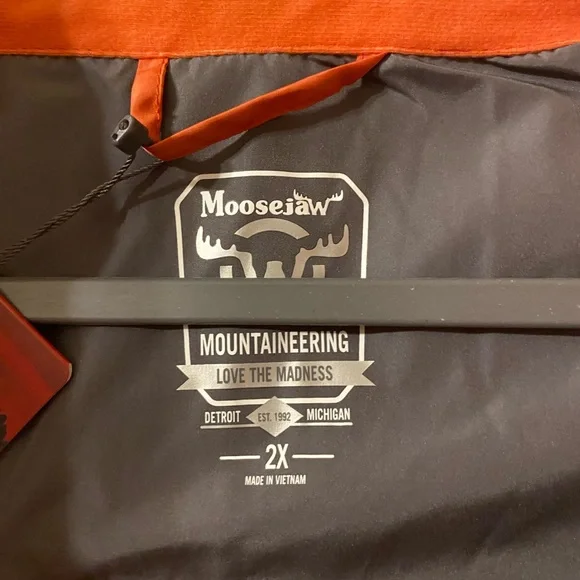 Moosejaw
MOUNTAINEERING
LOVE THE MADNESS
DETROIT EST. 1992 MICHIGAN
2X
MADE IN VIETNAM